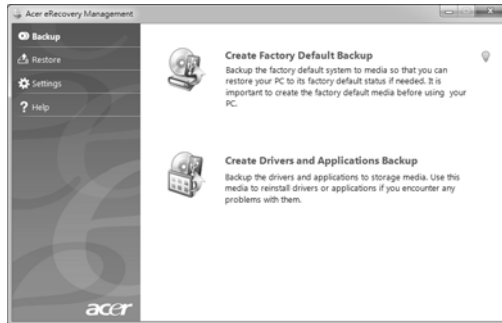 Acer eRecovery Management
Backup
Restore
Settings
? Help
Create Factory Default Backup
Backup the factory default system to media so that you can
restore your PC to its factory default status if needed. It is
important to create the factory default media before using your
PC.
Create Drivers and Applications Backup
Backup the drivers and applications to storage media. Use this
media to reinstall drivers or applications if you encounter any
problems with them.
acer